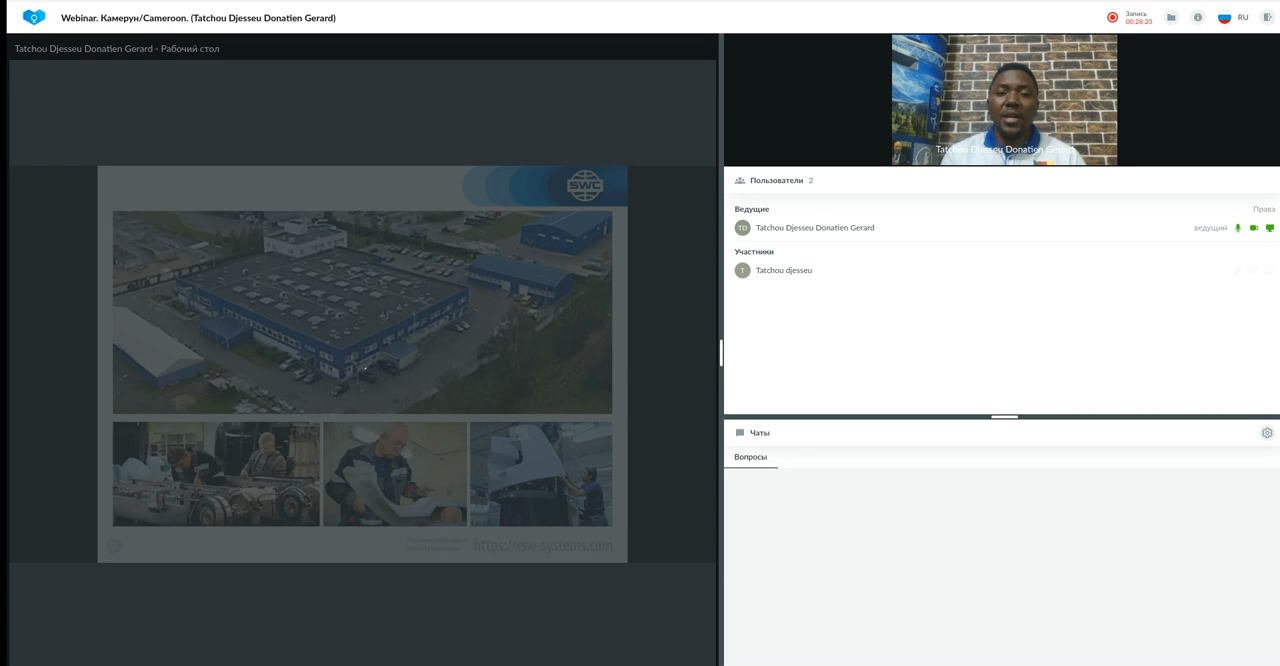 Webinar. Камерун/Cameroon. (Tatchou Djesseu Donatien Gerard)
Запись
00:28:20
RU
Tatchou Djesseu Donatien Gerard - Рабочий стол
SWC
https://rsw-systems.com
Tatchou Djesseu Donatien Gerard
Пользователи 2
Ведущие Права
TD Tatchou Djesseu Donatien Gerard ведущий
Участники
T Tatchou djesseu
Чаты
Вопросы